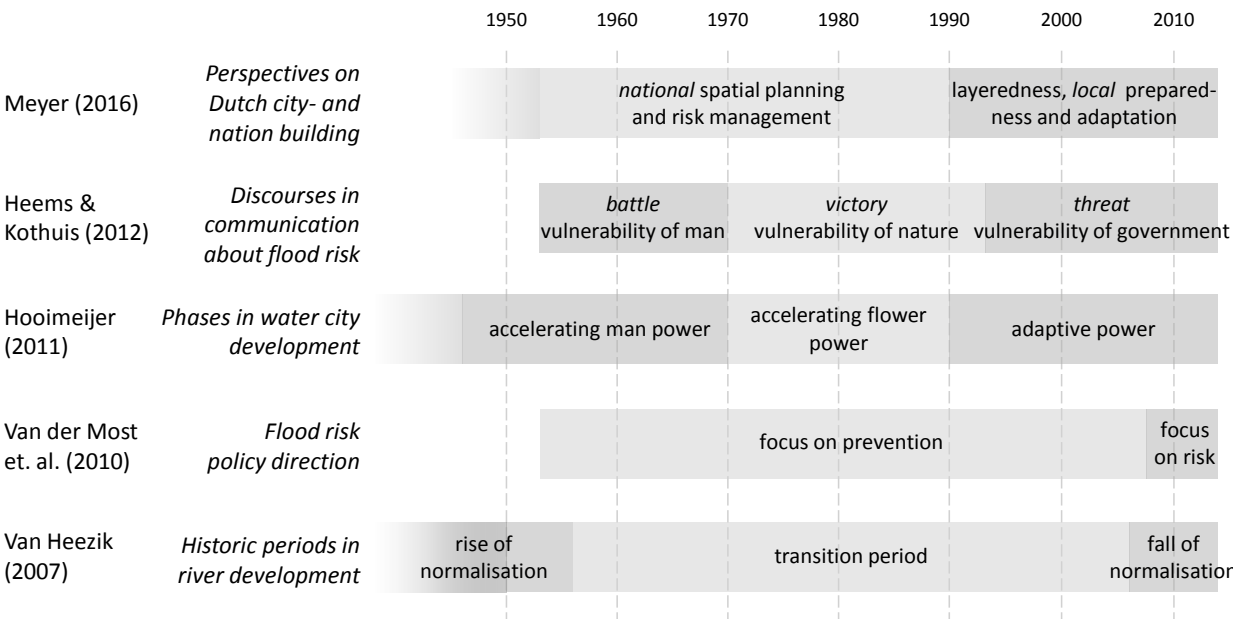 1950 1960 1970 1980 1990 2000 2010
Meyer (2016)
Perspectives on
Dutch city- and
nation building
national spatial planning
and risk management
layeredness, local prepared-
ness and adaptation
Heems &
Kothuis (2012)
Discourses in
communication
about flood risk
battle
vulnerability of man
victory
vulnerability of nature
threat
vulnerability of government
Hooimeijer
(2011)
Phases in water city
development
accelerating man power
accelerating flower
power
adaptive power
Van der Most
et. al. (2010)
Flood risk
policy direction
focus on prevention
focus
on risk
Van Heezik
(2007)
Historic periods in
river development
rise of
normalisation
transition period
fall of
normalisation